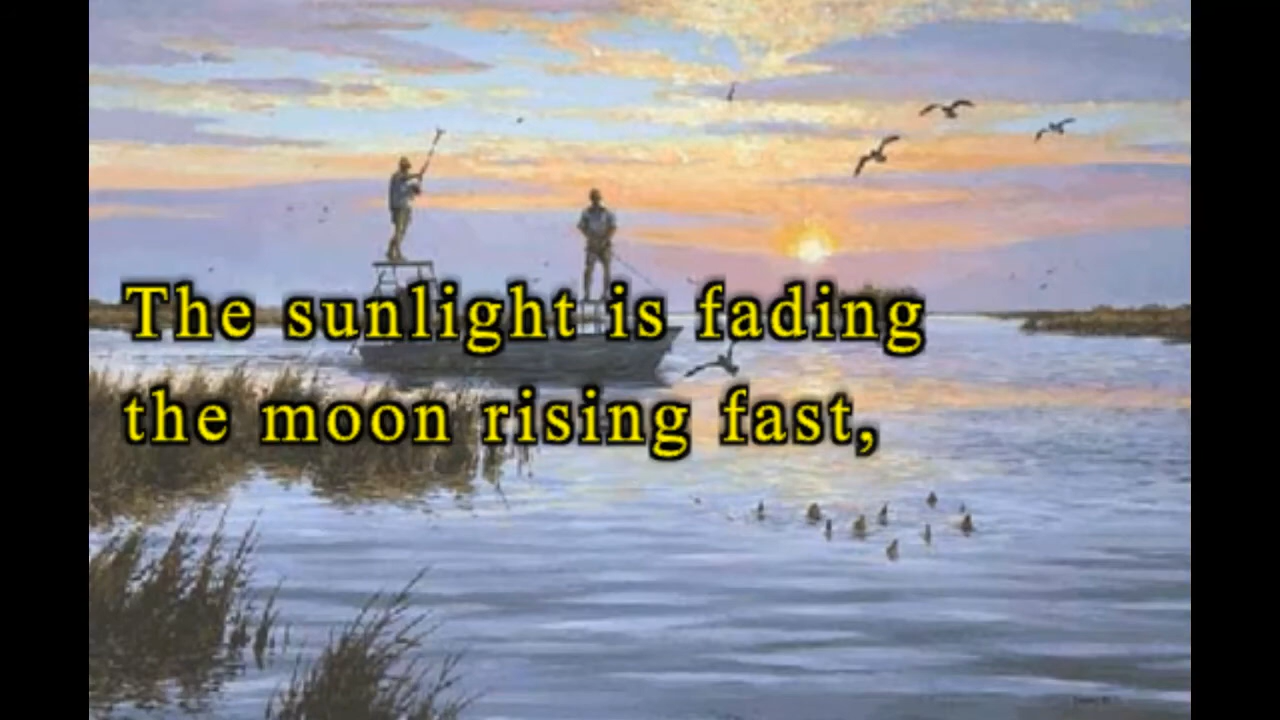 The sunlight is fading
the moon rising fast,